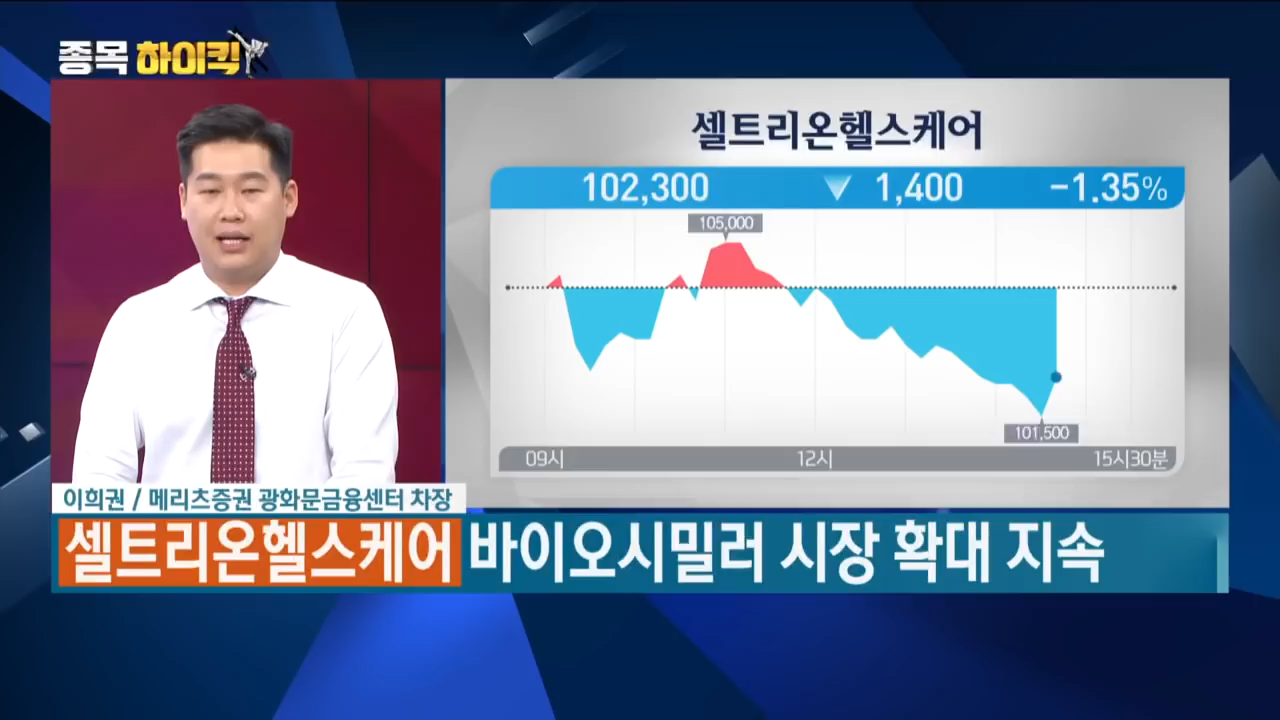 종목 하이킥
셀트리온헬스케어
102,300 ▼ 1,400 -1.35%
105,000
101,500
09시 12시 15시30분
이희권 / 메리츠증권 광화문금융센터 차장
셀트리온헬스케어 바이오시밀러 시장 확대 지속